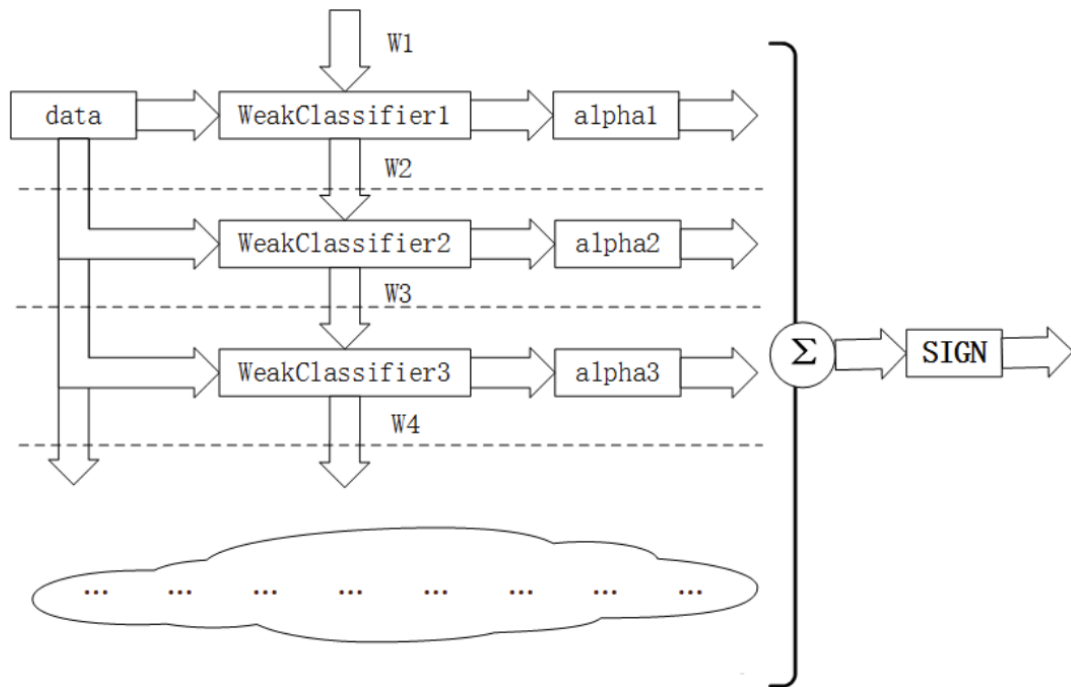 W1
data WeakClassifier1 alpha1
W2
WeakClassifier2 alpha2
W3
WeakClassifier3 alpha3
Σ SIGN
W4
... ... ... ... ... ... ... ...